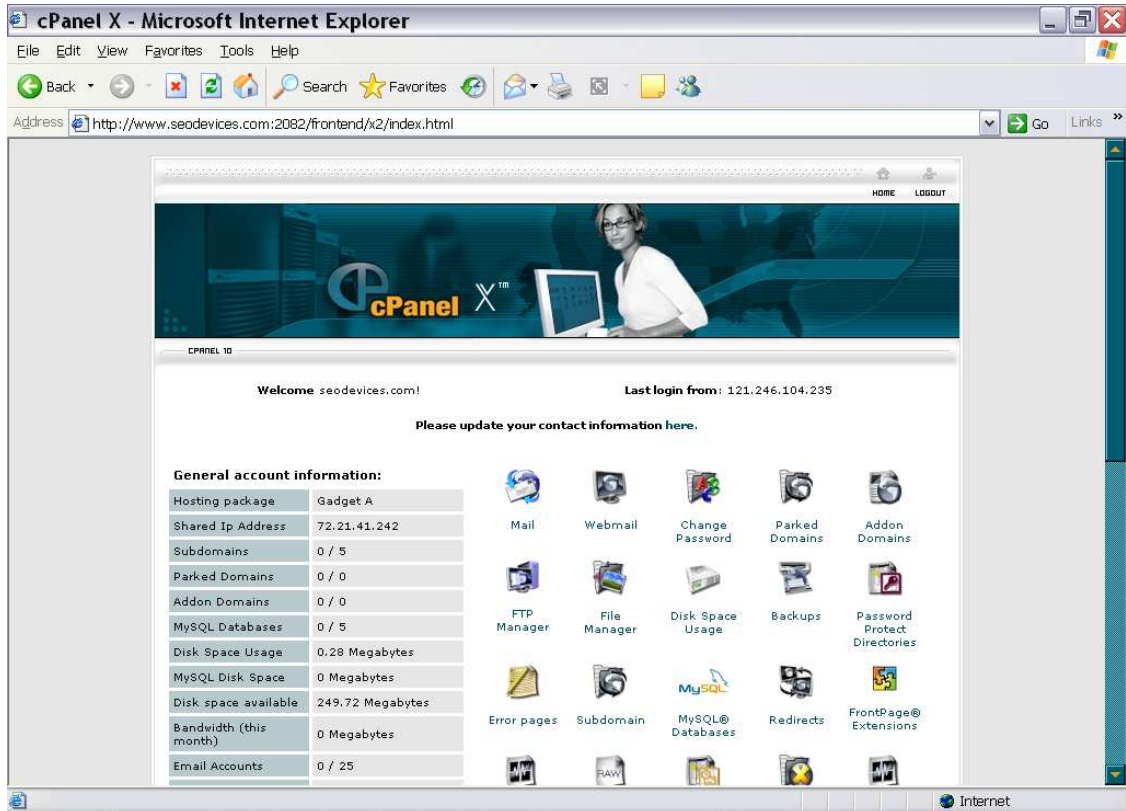 cPanel X - Microsoft Internet Explorer
File Edit View Favorites Tools Help
Back Search Favorites
Address http://www.seodevices.com:2082/frontend/x2/index.html Go Links »
HOME LOGOUT
cPanel X™
CPANEL 10
Welcome seodevices.com! Last login from: 121.246.104.235
Please update your contact information here.
General account information:
Hosting package Gadget A
Shared Ip Address 72.21.41.242
Subdomains 0 / 5
Parked Domains 0 / 0
Addon Domains 0 / 0
MySQL Databases 0 / 5
Disk Space Usage 0.28 Megabytes
MySQL Disk Space 0 Megabytes
Disk space available 249.72 Megabytes
Bandwidth (this
month) 0 Megabytes
Email Accounts 0 / 25
Mail Webmail Change
Password Parked
Domains Addon
Domains
FTP
Manager File
Manager Disk Space
Usage Backups Password
Protect
Directories
MySQL
Error pages Subdomain MySQL®
Databases Redirects FrontPage®
Extensions
RAW
Internet